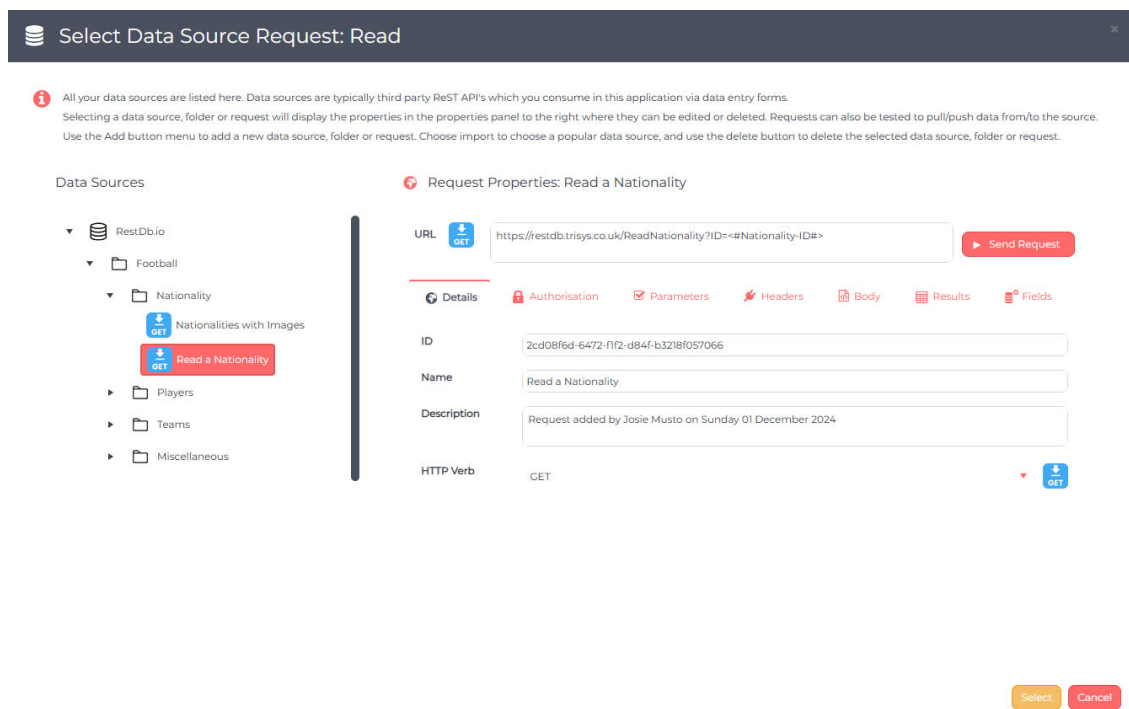 Select Data Source Request: Read
×
All your data sources are listed here. Data sources are typically third party ReST API's which you consume in this application via data entry forms.
Selecting a data source, folder or request will display the properties in the properties panel to the right where they can be edited or deleted. Requests can also be tested to pull/push data from/to the source.
Use the Add button menu to add a new data source, folder or request. Choose import to choose a popular data source, and use the delete button to delete the selected data source, folder or request.
Data Sources
RestDb.io
Football
Nationality
GET Nationalities with Images
GET Read a Nationality
Players
Teams
Miscellaneous
Request Properties: Read a Nationality
URL GET https://restdb.trisys.co.uk/ReadNationality?ID=<#Nationality-ID#> Send Request
Details Authorisation Parameters Headers Body Results Fields
ID 2cd08f6d-6472-f1f2-d84f-b3218f057066
Name Read a Nationality
Description Request added by Josie Musto on Sunday 01 December 2024
HTTP Verb GET GET
Select Cancel